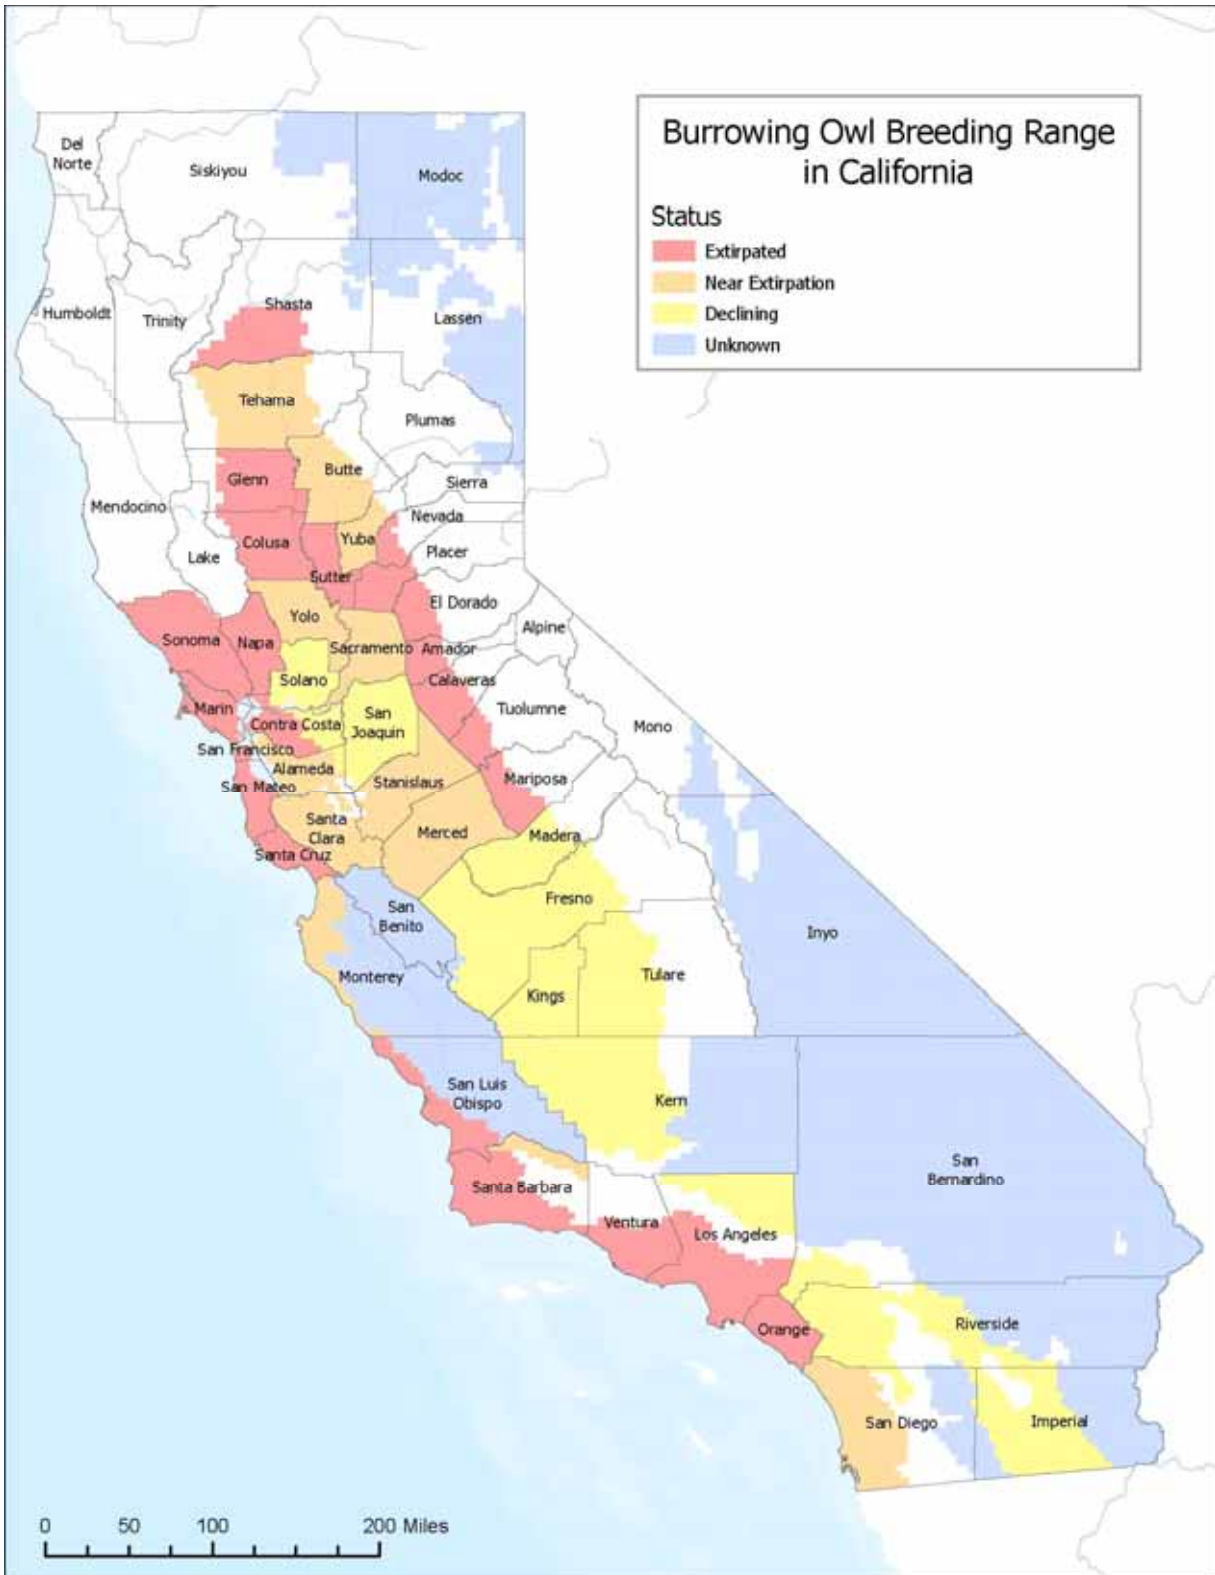 Burrowing Owl Breeding Range
in California
Status
Extirpated
Near Extirpation
Declining
Unknown
Del
Norte
Siskiyou
Modoc
Humboldt
Trinity
Shasta
Lassen
Tehama
Plumas
Butte
Glenn
Sierra
Mendocino
Nevada
Colusa
Yuba
Lake
Placer
Sutter
El Dorado
Yolo
Alpine
Sonoma
Napa
Sacramento
Amador
Solano
Calaveras
Marin
Contra Costa
San
Joaquin
Tuolumne
Mono
San Francisco
Alameda
Stanislaus
Mariposa
San Mateo
Santa
Clara
Merced
Madera
Santa Cruz
Fresno
San
Benito
Inyo
Monterey
Kings
Tulare
San Luis
Obispo
Kern
San
Bernardino
Santa Barbara
Ventura
Los Angeles
Orange
Riverside
San Diego
Imperial
0 50 100 200 Miles